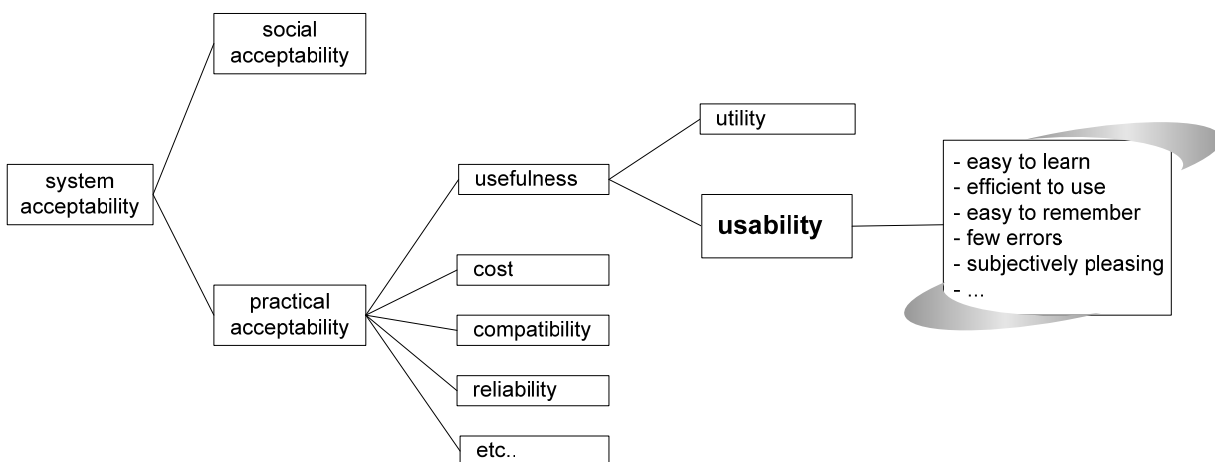 social
acceptability
system
acceptability
practical
acceptability
usefulness
cost
compatibility
reliability
etc..
utility
usability
- easy to learn
- efficient to use
- easy to remember
- few errors
- subjectively pleasing
- ...